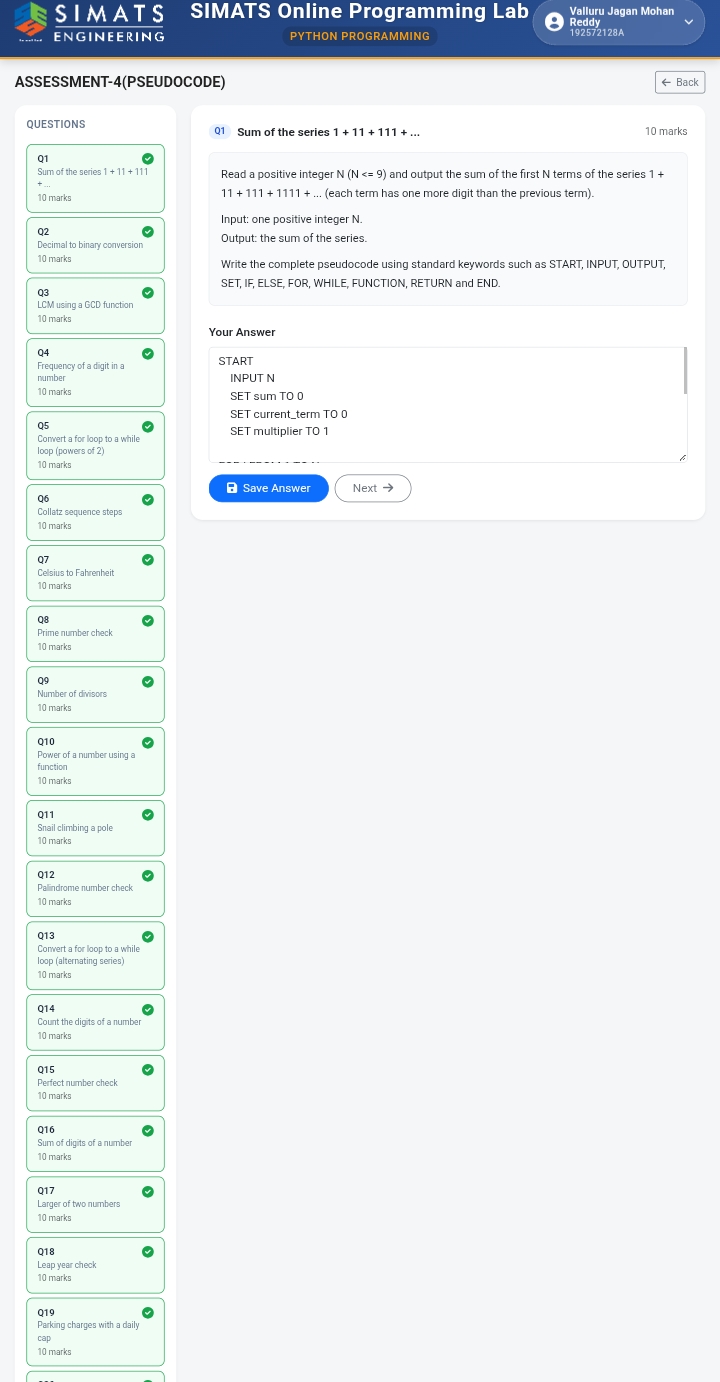 SIMATS
ENGINEERING
SIMATS Online Programming Lab
PYTHON PROGRAMMING
Valluru Jagan Mohan
Reddy
192572128A
ASSESSMENT-4(PSEUDOCODE)
Back
QUESTIONS
Q1
Sum of the series 1 + 11 + 111
+ ...
10 marks
Q2
Decimal to binary conversion
10 marks
Q3
LCM using a GCD function
10 marks
Q4
Frequency of a digit in a
number
10 marks
Q5
Convert a for loop to a while
loop (powers of 2)
10 marks
Q6
Collatz sequence steps
10 marks
Q7
Celsius to Fahrenheit
10 marks
Q8
Prime number check
10 marks
Q9
Number of divisors
10 marks
Q10
Power of a number using a
function
10 marks
Q11
Snail climbing a pole
10 marks
Q12
Palindrome number check
10 marks
Q13
Convert a for loop to a while
loop (alternating series)
10 marks
Q14
Count the digits of a number
10 marks
Q15
Perfect number check
10 marks
Q16
Sum of digits of a number
10 marks
Q17
Larger of two numbers
10 marks
Q18
Leap year check
10 marks
Q19
Parking charges with a daily
cap
10 marks
Q1 Sum of the series 1 + 11 + 111 + ... 10 marks
Read a positive integer N (N <= 9) and output the sum of the first N terms of the series 1 +
11 + 111 + 1111 + ... (each term has one more digit than the previous term).
Input: one positive integer N.
Output: the sum of the series.
Write the complete pseudocode using standard keywords such as START, INPUT, OUTPUT,
SET, IF, ELSE, FOR, WHILE, FUNCTION, RETURN and END.
Your Answer
START
INPUT N
SET sum TO 0
SET current_term TO 0
SET multiplier TO 1
Save Answer
Next